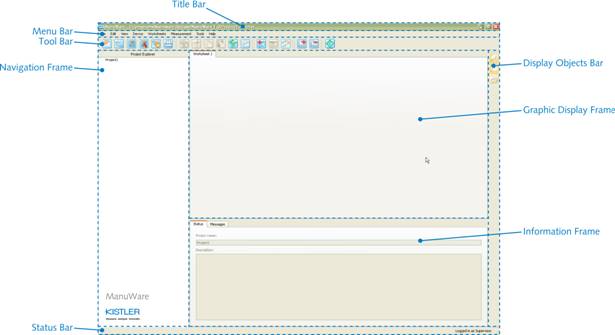 Title Bar
Menu Bar
Edit View Device Worksheets Measurement Tools Help
Tool Bar
Project Explorer
Worksheet 1
Navigation Frame
Project1
Display Objects Bar
Graphic Display Frame
Status Messages
Project name:
Project1
Information Frame
Description:
ManuWare
KISTLER
measure. analyze. innovate.
Status Bar
Logged in as Supervisor